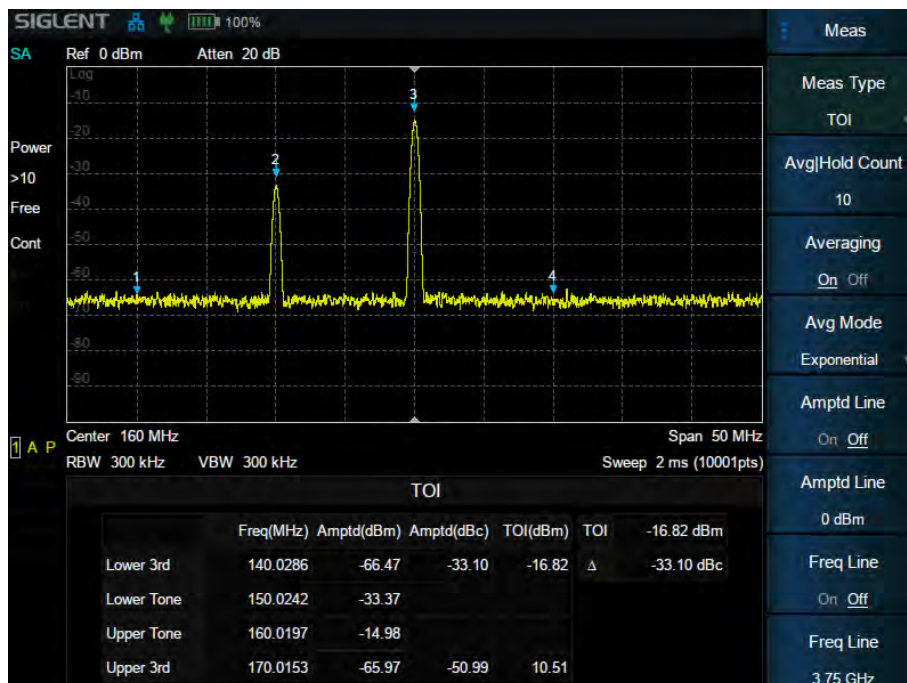 SIGLENT 100%
SA Ref 0 dBm Atten 20 dB
Log
-10
-20
-30
-40
-50
-60
-70
-80
-90
1
2
3
4
Power
>10
Free
Cont
1 A P
Center 160 MHz Span 50 MHz
RBW 300 kHz VBW 300 kHz Sweep 2 ms (10001pts)
TOI
Freq(MHz) Amptd(dBm) Amptd(dBc) TOI(dBm) TOI -16.82 dBm
Lower 3rd 140.0286 -66.47 -33.10 -16.82 Δ -33.10 dBc
Lower Tone 150.0242 -33.37
Upper Tone 160.0197 -14.98
Upper 3rd 170.0153 -65.97 -50.99 10.51
Meas
Meas Type
TOI
Avg|Hold Count
10
Averaging
On Off
Avg Mode
Exponential
Amptd Line
On Off
Amptd Line
0 dBm
Freq Line
On Off
Freq Line
3.75 GHz